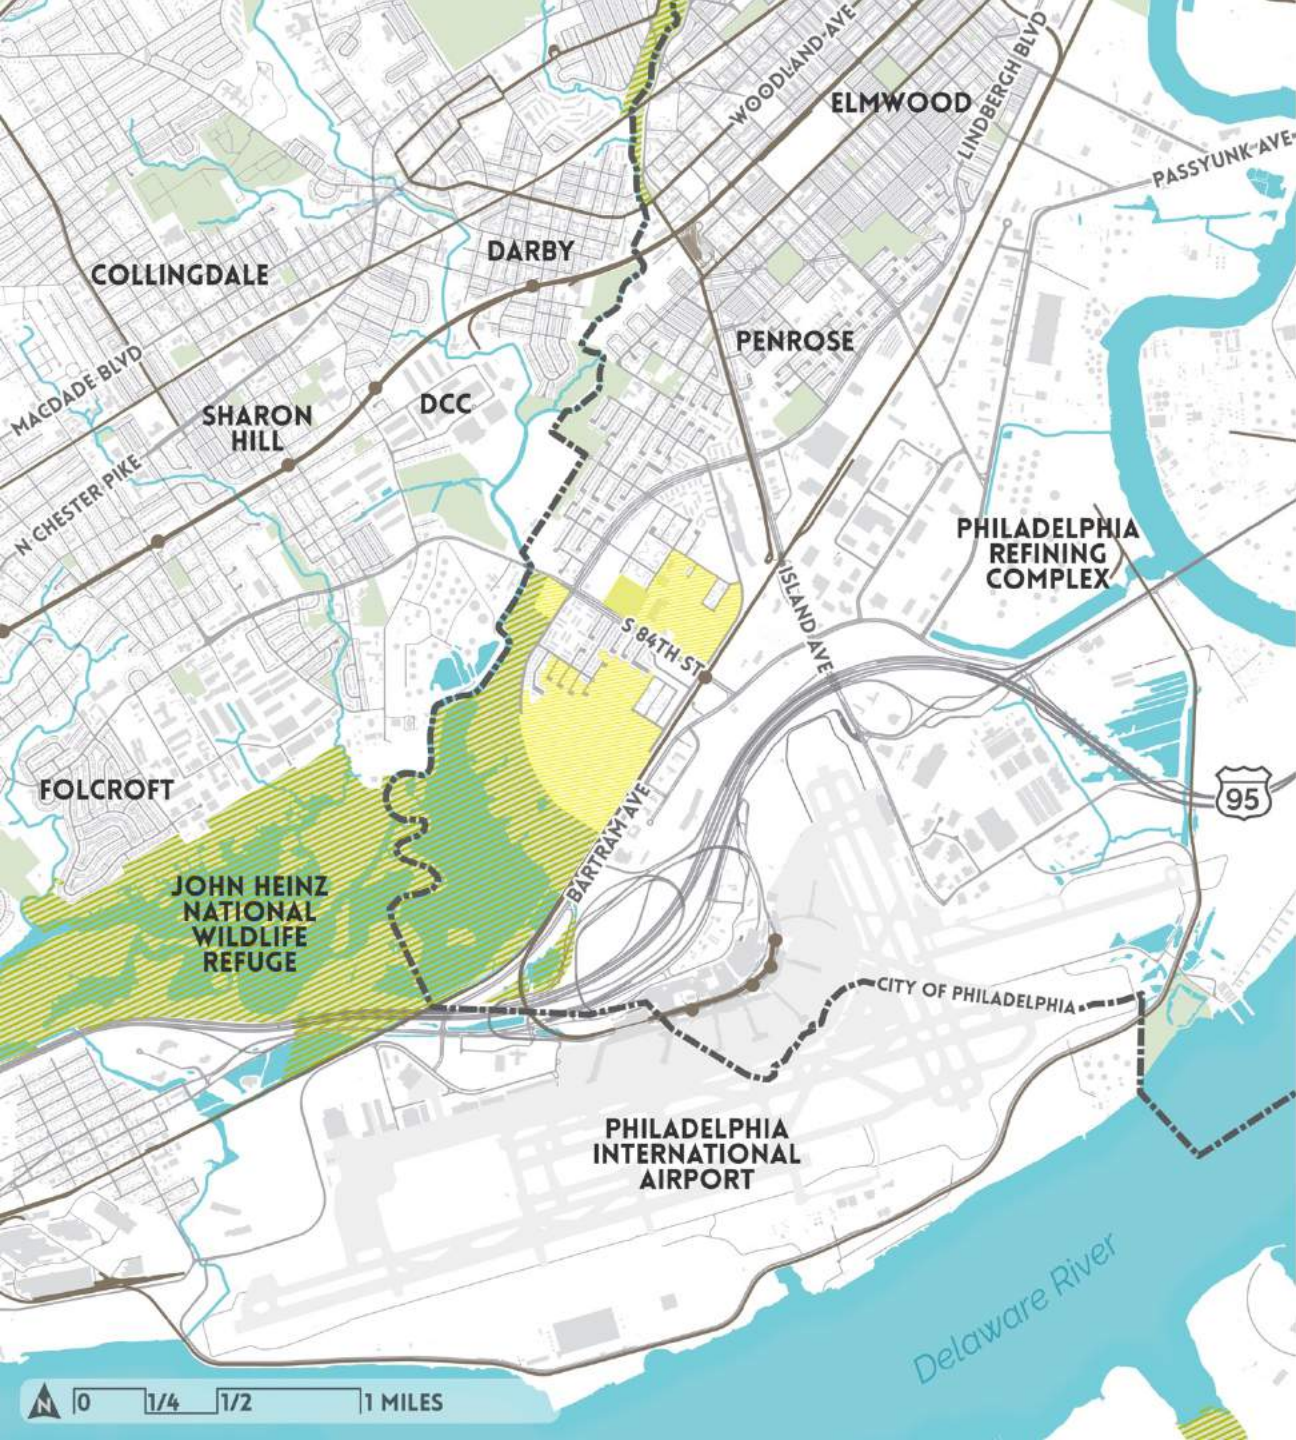 WOODLAND AVE
ELMWOOD
LINDBERGH BLVD
PASSYUNK AVE
DARBY
COLLINGDALE
PENROSE
MACDADE BLVD
DCC
SHARON
HILL
N CHESTER PIKE
PHILADELPHIA
REFINING
COMPLEX
ISLAND AVE
S 84TH ST
FOLCROFT
95
BARTRAM AVE
JOHN HEINZ
NATIONAL
WILDLIFE
REFUGE
CITY OF PHILADELPHIA
PHILADELPHIA
INTERNATIONAL
AIRPORT
Delaware River
N 0 1/4 1/2 1 MILES